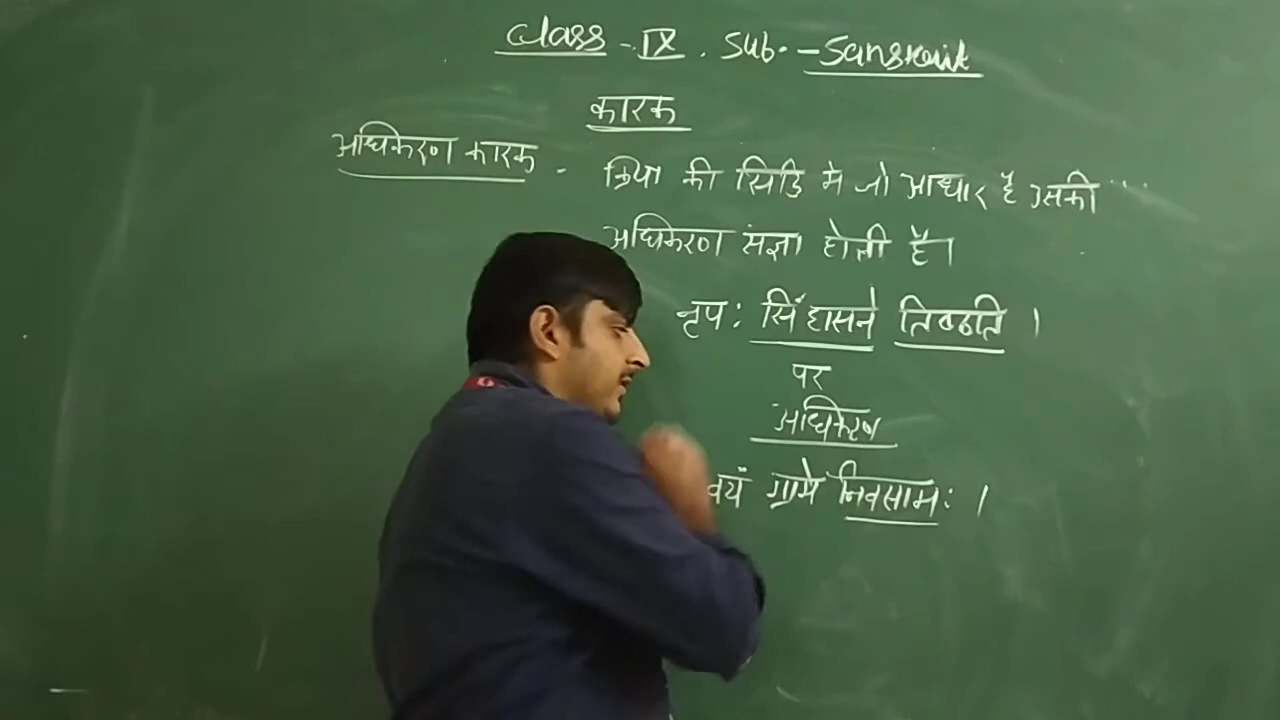 Class - IX . Sub. - Sanskrit
कारक
अधिकरण कारक - क्रिया की सिद्धि मे जो आधार है उसकी
अधिकरण संज्ञा होती है।
नृपः सिंहासने तिष्ठति ।
पर
अधिकरण
वयं ग्रामे निवसामः ।